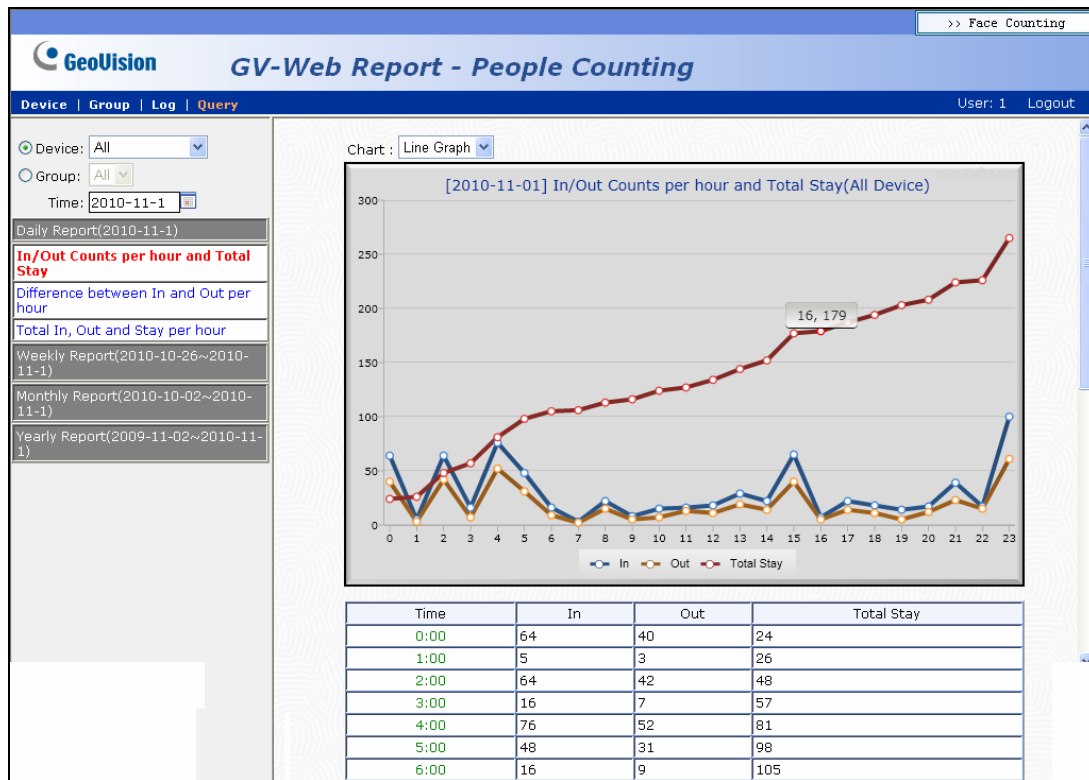 >> Face Counting
GeoVision
GV-Web Report - People Counting
Device | Group | Log | Query
User: 1 Logout
Device: All
Group: All
Time: 2010-11-1
Daily Report(2010-11-1)
In/Out Counts per hour and Total
Stay
Difference between In and Out per
hour
Total In, Out and Stay per hour
Weekly Report(2010-10-26~2010-
11-1)
Monthly Report(2010-10-02~2010-
11-1)
Yearly Report(2009-11-02~2010-11-
1)
Chart : Line Graph
[2010-11-01] In/Out Counts per hour and Total Stay(All Device)
300
250
200
150
100
50
0
16, 179
0 1 2 3 4 5 6 7 8 9 10 11 12 13 14 15 16 17 18 19 20 21 22 23
In Out Total Stay
Time In Out Total Stay
0:00 64 40 24
1:00 5 3 26
2:00 64 42 48
3:00 16 7 57
4:00 76 52 81
5:00 48 31 98
6:00 16 9 105